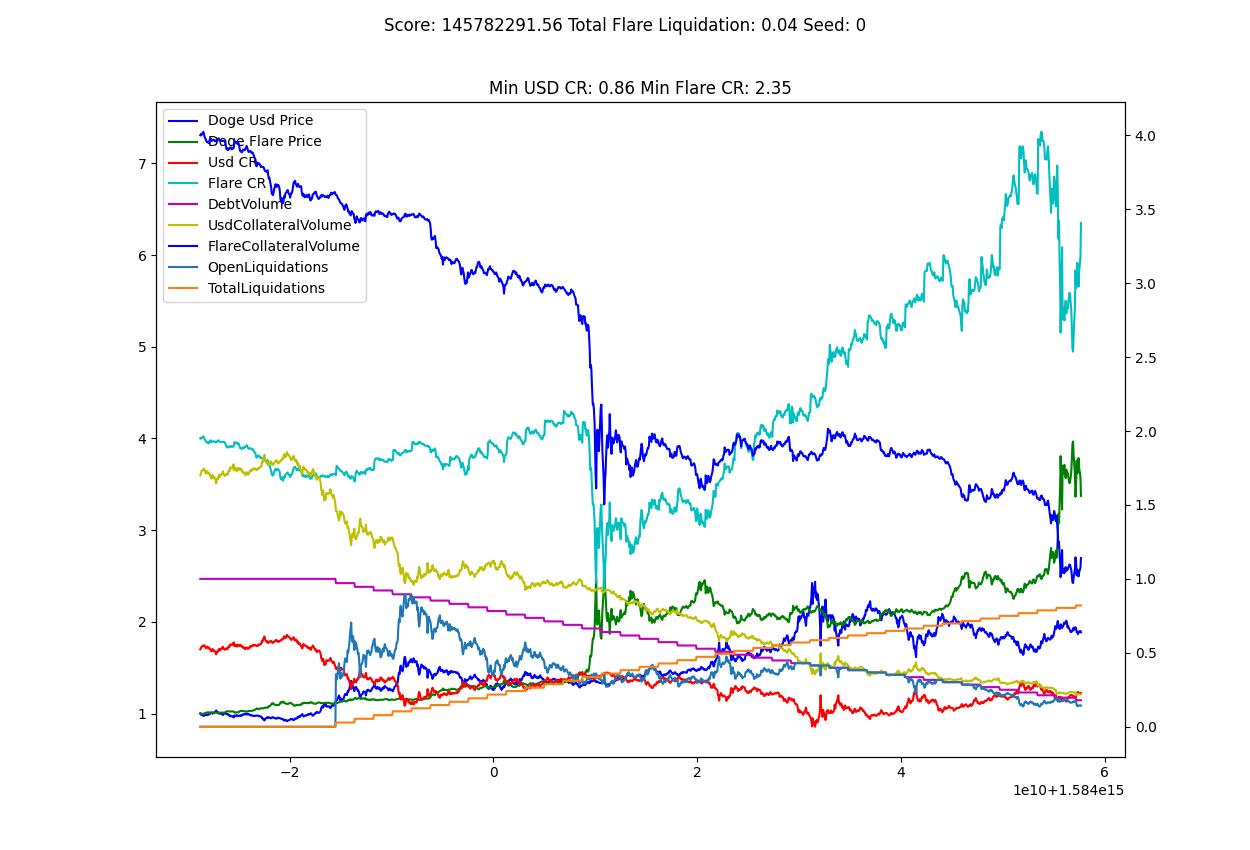 Score: 145782291.56 Total Flare Liquidation: 0.04 Seed: 0
Min USD CR: 0.86 Min Flare CR: 2.35
Doge Usd Price
Doge Flare Price
Usd CR
Flare CR
DebtVolume
UsdCollateralVolume
FlareCollateralVolume
OpenLiquidations
TotalLiquidations
7
6
5
4
3
2
1
4.0
3.5
3.0
2.5
2.0
1.5
1.0
0.5
0.0
−2
0
2
4
6
1e10+1.584e15